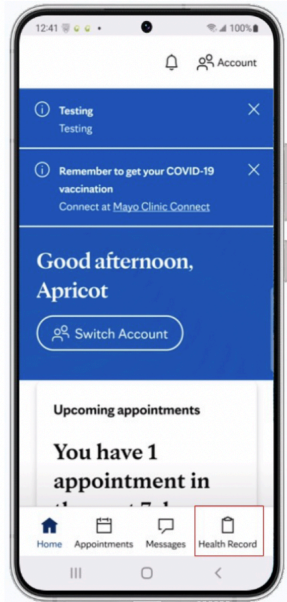 12:41
100%
Account
Testing
Testing
Remember to get your COVID-19
vaccination
Connect at Mayo Clinic Connect
Good afternoon,
Apricot
Switch Account
Upcoming appointments
You have 1
appointment in
Home Appointments Messages Health Record